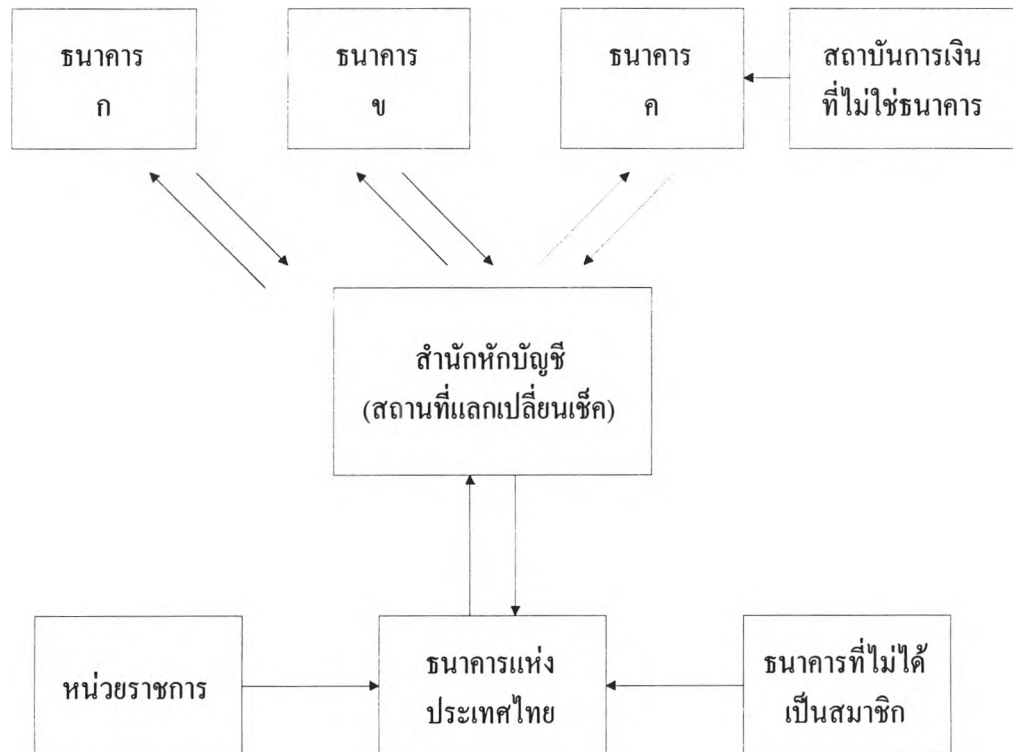 ธนาคาร
ก
ธนาคาร
ข
ธนาคาร
ค
สถาบันการเงิน
ที่ไม่ใช่ธนาคาร
สำนักหักบัญชี
(สถานที่แลกเปลี่ยนเช็ค)
หน่วยราชการ
ธนาคารแห่ง
ประเทศไทย
ธนาคารที่ไม่ได้
เป็นสมาชิก